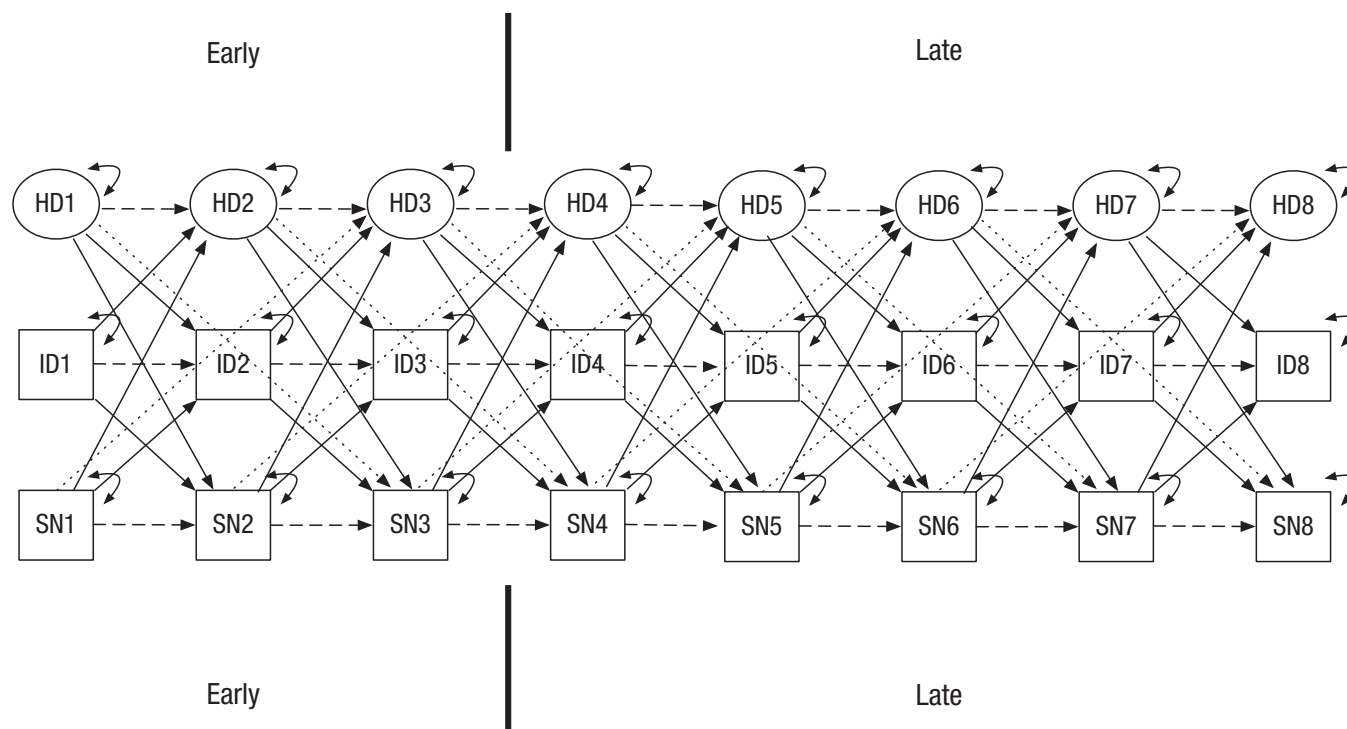 Early Late
HD1 HD2 HD3 HD4 HD5 HD6 HD7 HD8
ID1 ID2 ID3 ID4 ID5 ID6 ID7 ID8
SN1 SN2 SN3 SN4 SN5 SN6 SN7 SN8
Early Late